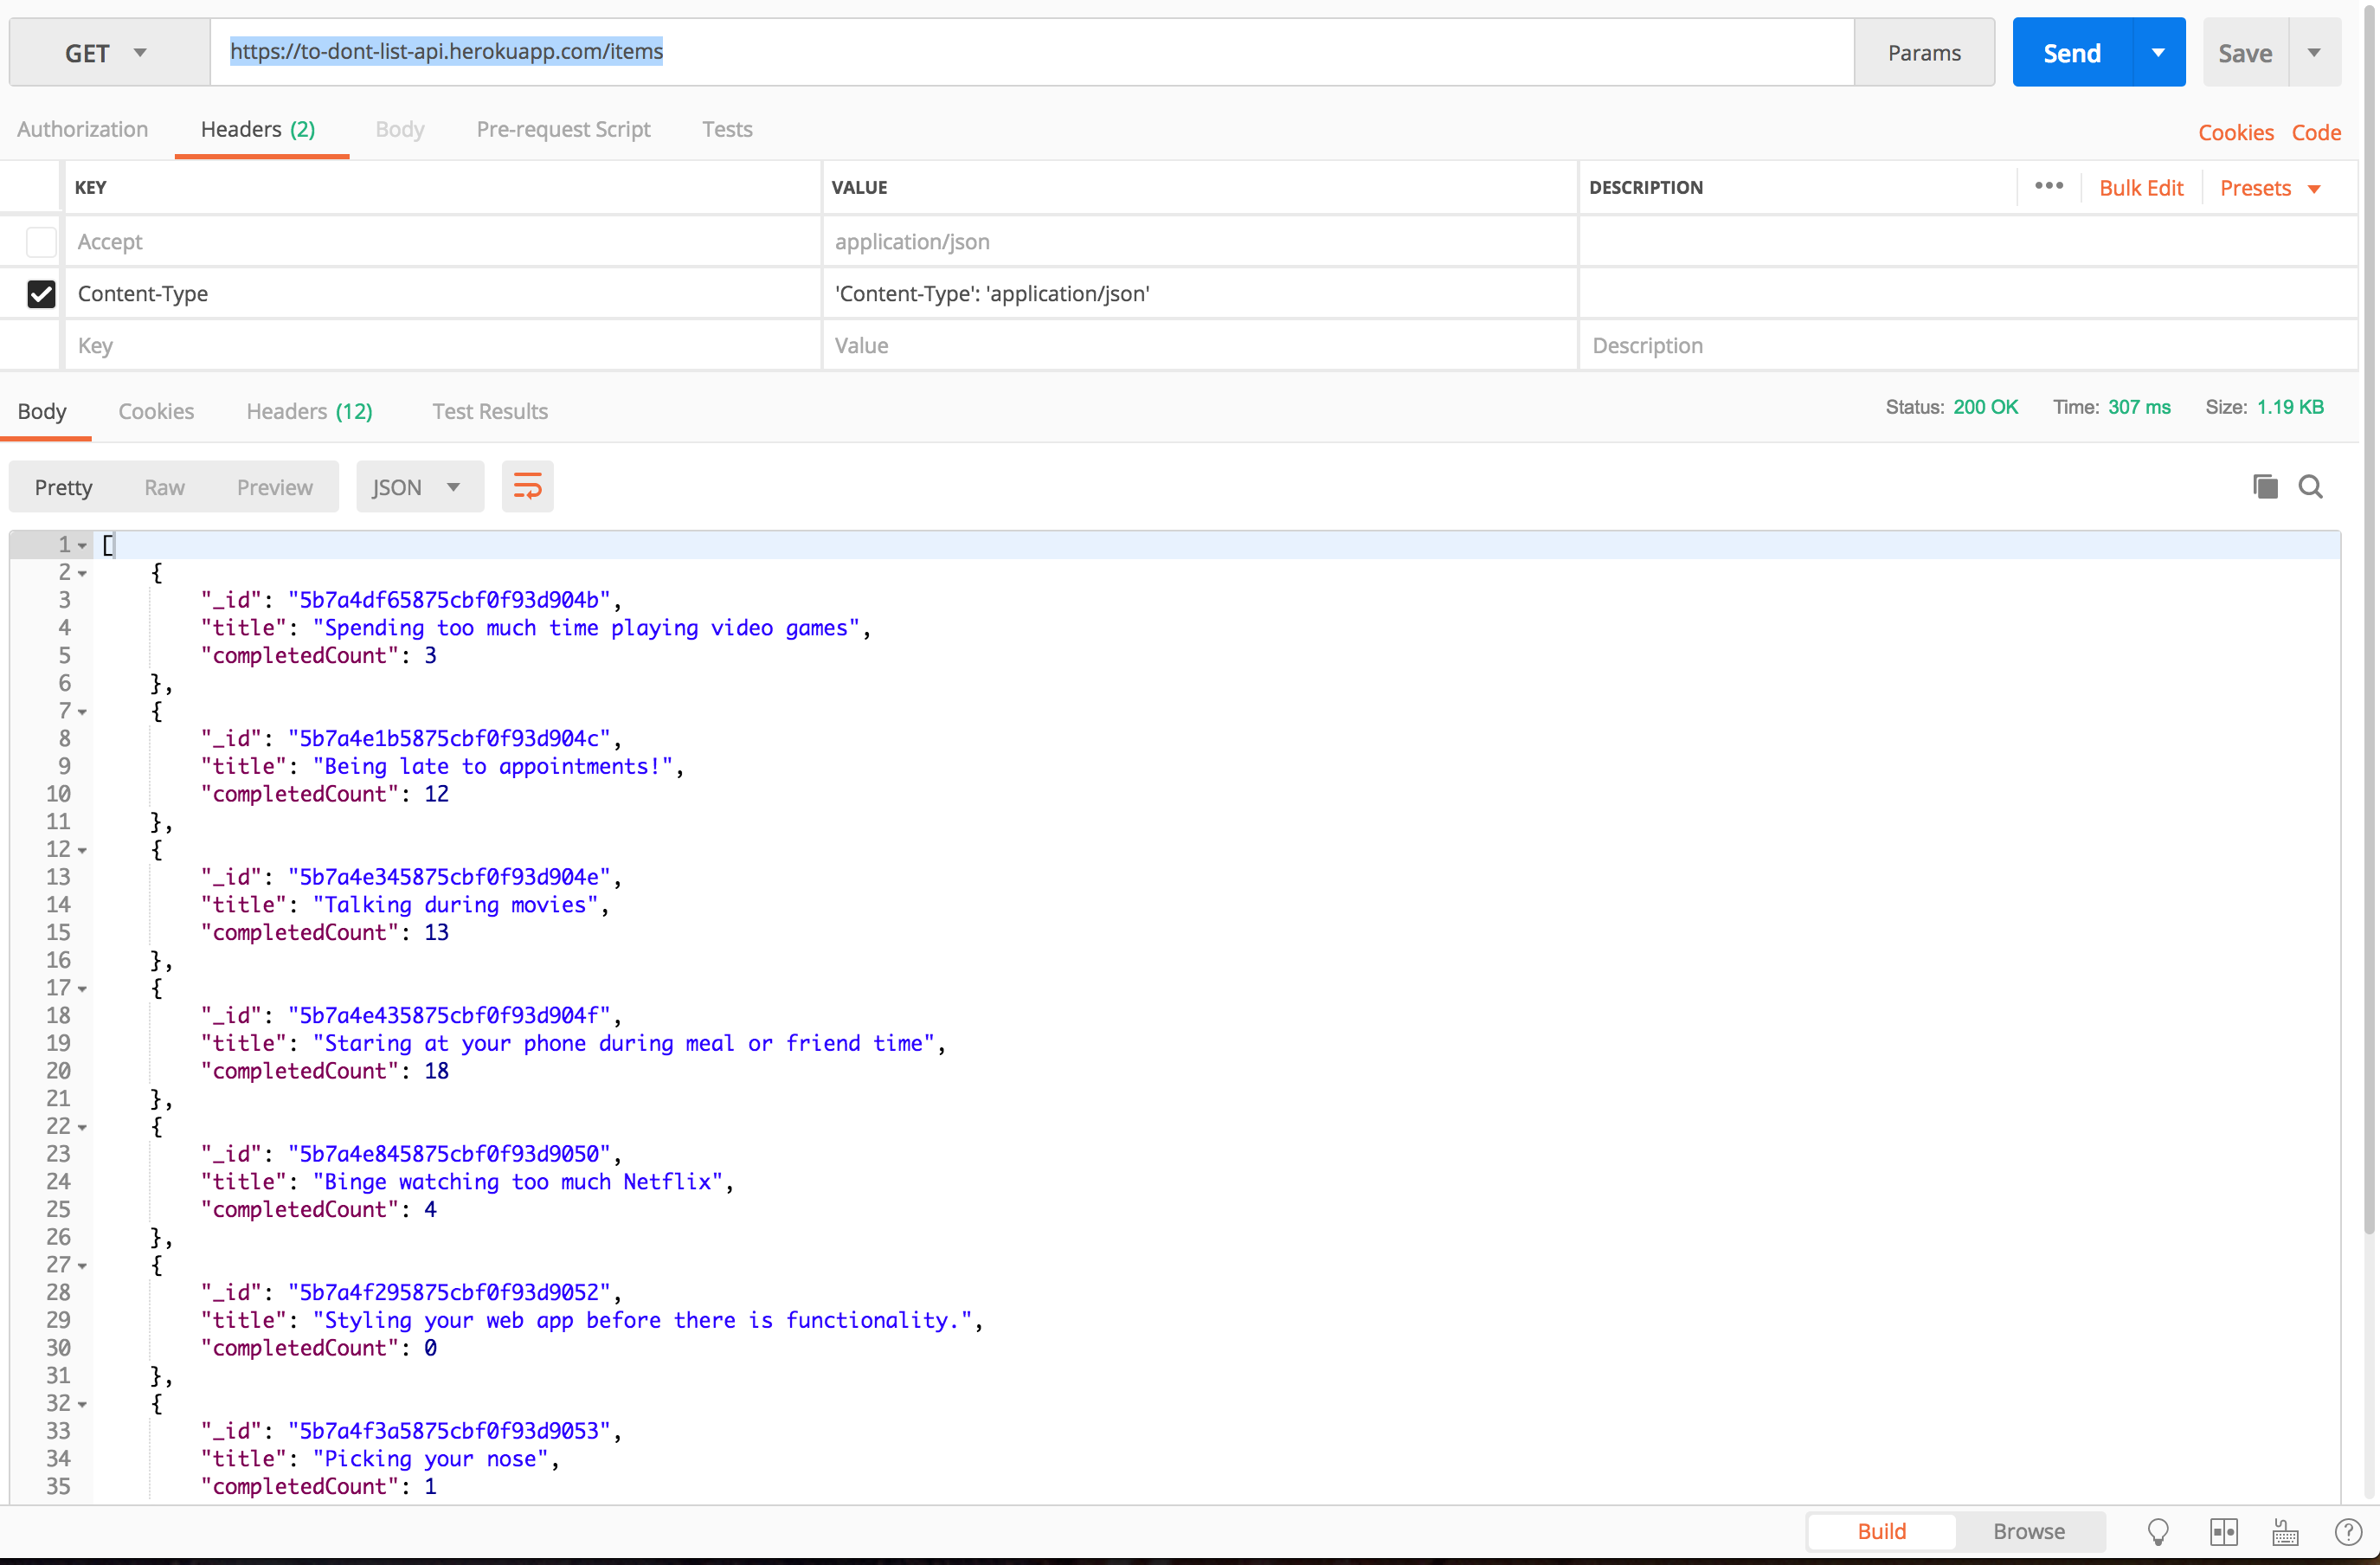 GET https://to-dont-list-api.herokuapp.com/items Params Send Save
Authorization Headers (2) Body Pre-request Script Tests Cookies Code
KEY VALUE DESCRIPTION ••• Bulk Edit Presets
Accept application/json
Content-Type 'Content-Type': 'application/json'
Key Value Description
Body Cookies Headers (12) Test Results Status: 200 OK Time: 307 ms Size: 1.19 KB
Pretty Raw Preview JSON
1 [
2 {
3 "_id": "5b7a4df65875cbf0f93d904b",
4 "title": "Spending too much time playing video games",
5 "completedCount": 3
6 },
7 {
8 "_id": "5b7a4e1b5875cbf0f93d904c",
9 "title": "Being late to appointments!",
10 "completedCount": 12
11 },
12 {
13 "_id": "5b7a4e345875cbf0f93d904e",
14 "title": "Talking during movies",
15 "completedCount": 13
16 },
17 {
18 "_id": "5b7a4e435875cbf0f93d904f",
19 "title": "Staring at your phone during meal or friend time",
20 "completedCount": 18
21 },
22 {
23 "_id": "5b7a4e845875cbf0f93d9050",
24 "title": "Binge watching too much Netflix",
25 "completedCount": 4
26 },
27 {
28 "_id": "5b7a4f295875cbf0f93d9052",
29 "title": "Styling your web app before there is functionality.",
30 "completedCount": 0
31 },
32 {
33 "_id": "5b7a4f3a5875cbf0f93d9053",
34 "title": "Picking your nose",
35 "completedCount": 1
Build Browse ?